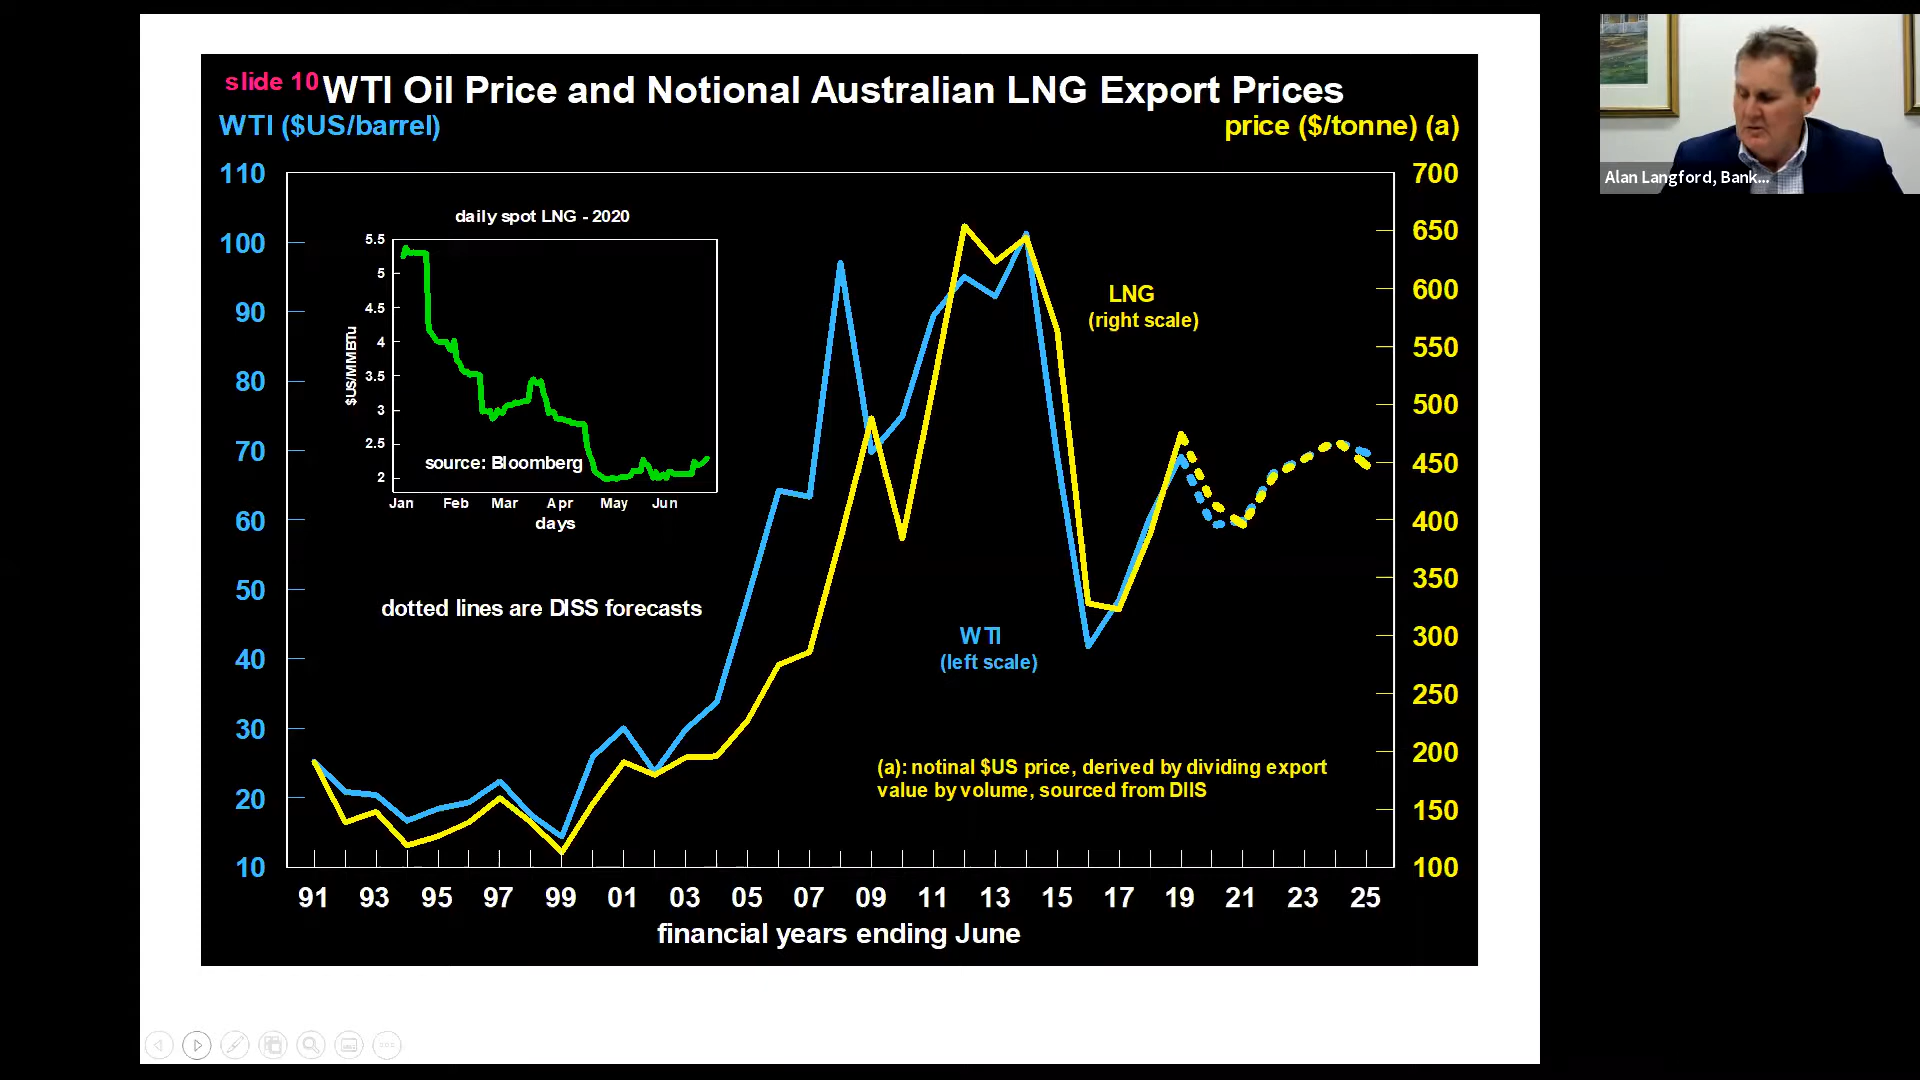 slide 10
WTI Oil Price and Notional Australian LNG Export Prices
WTI ($US/barrel)
price ($/tonne) (a)
110
100
90
80
70
60
50
40
30
20
10
700
650
600
550
500
450
400
350
300
250
200
150
100
daily spot LNG - 2020
5.5
5
4.5
4
3.5
3
2.5
2
$US/MMBTu
source: Bloomberg
Jan Feb Mar Apr May Jun
days
LNG
(right scale)
dotted lines are DISS forecasts
WTI
(left scale)
(a): notinal $US price, derived by dividing export
value by volume, sourced from DIIS
91 93 95 97 99 01 03 05 07 09 11 13 15 17 19 21 23 25
financial years ending June
Alan Langford, Bank...